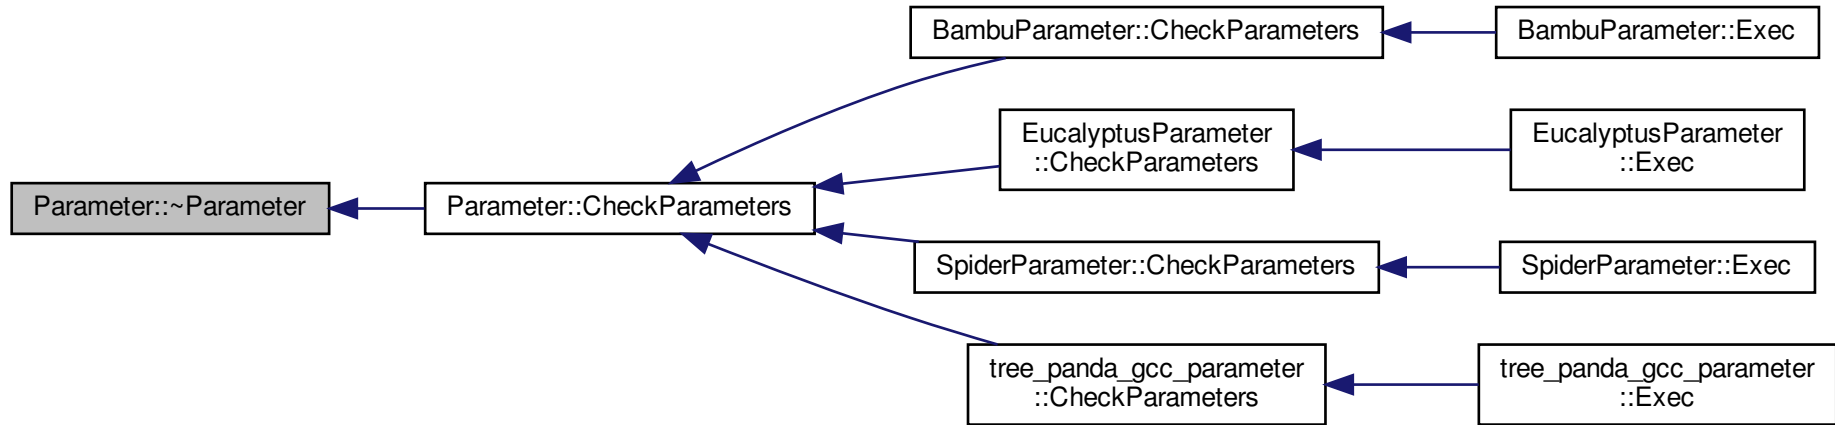 Parameter::~Parameter
Parameter::CheckParameters
BambuParameter::CheckParameters
BambuParameter::Exec
EucalyptusParameter
::CheckParameters
EucalyptusParameter
::Exec
SpiderParameter::CheckParameters
SpiderParameter::Exec
tree_panda_gcc_parameter
::CheckParameters
tree_panda_gcc_parameter
::Exec